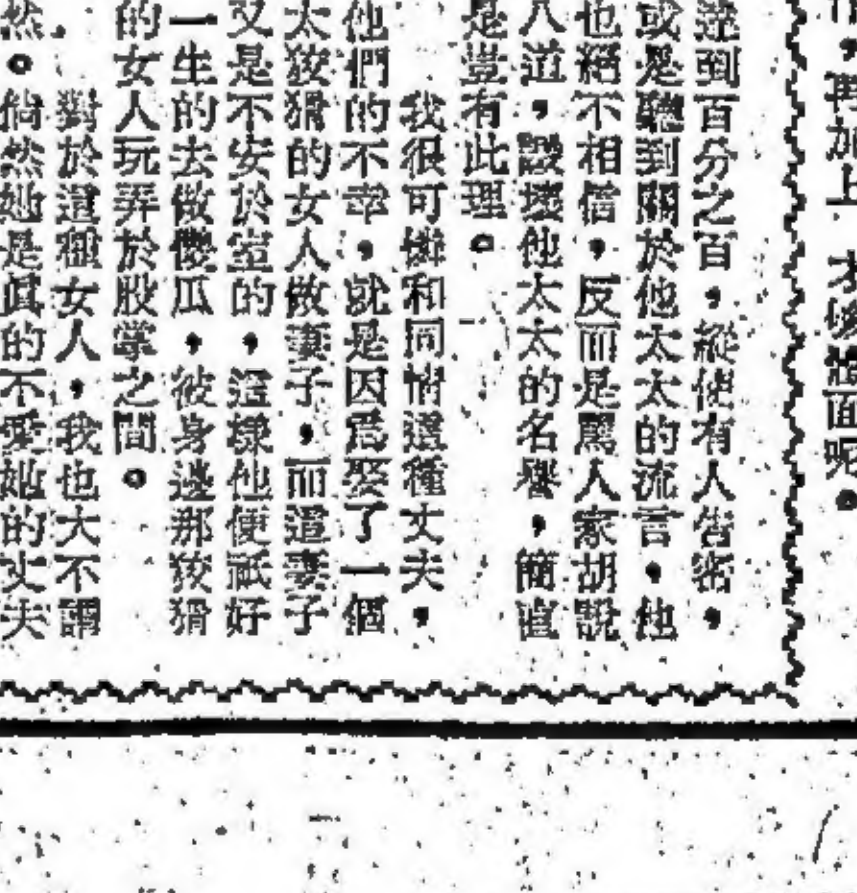 再加上
才夠體面呢。
達到百分之百，縱使有人告密，
或是聽到關於他太太的流言，他
也絕不相信，反而是罵人家胡說
八道，毀壞他太太的名譽，簡直
是豈有此理。
我很可憐和同情這種丈夫，
他們的不幸，就是因為娶了一個
太狡猾的女人做妻子，而這妻子
又是不安於室的，這樣他便祇好
一生的去做傻瓜，被身邊那狡猾
的女人玩弄於股掌之間。
對於這種女人，我也大不謂
然。倘然她是眞的不愛她的丈夫